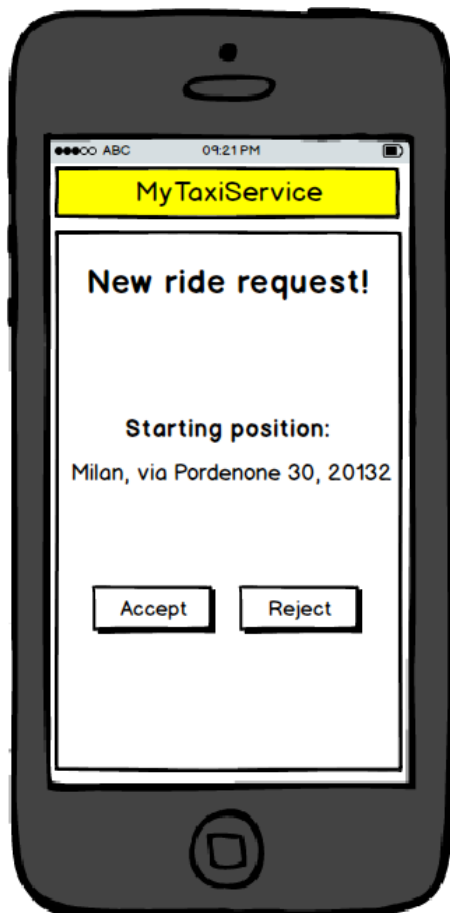 ABC 09:21 PM
MyTaxiService
New ride request!
Starting position:
Milan, via Pordenone 30, 20132
Accept Reject